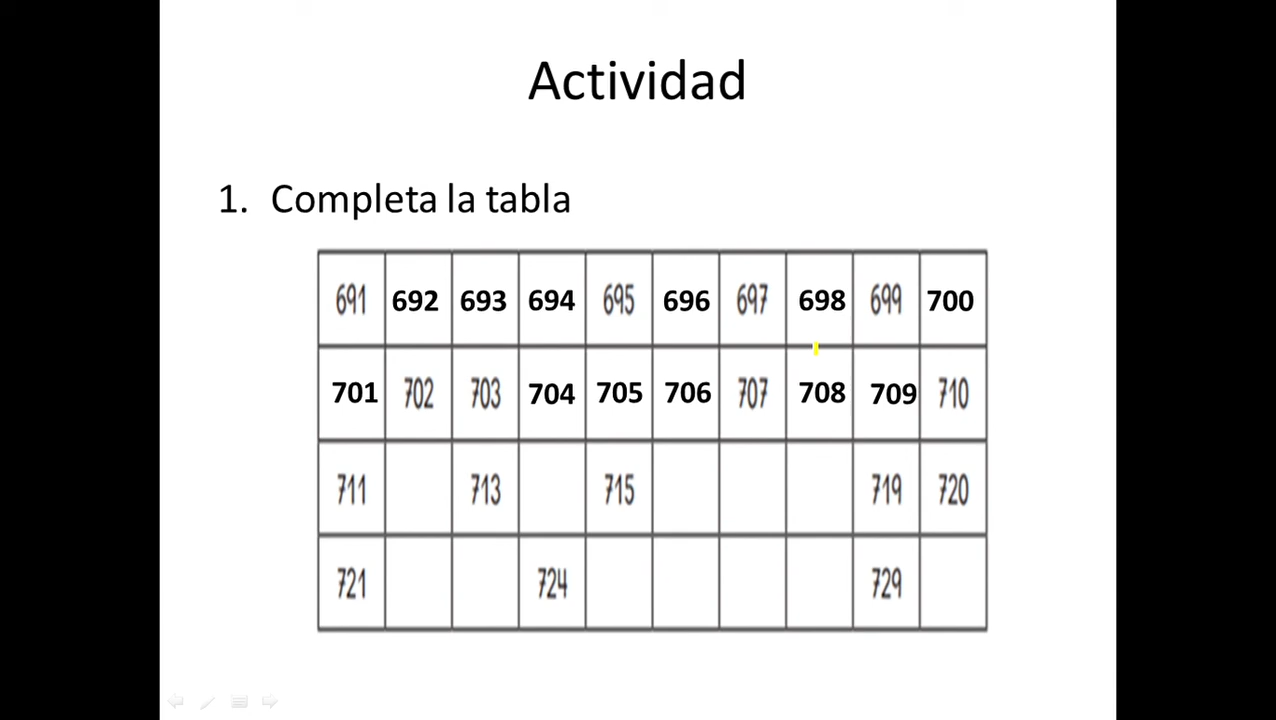 Actividad
1. Completa la tabla
691 692 693 694 695 696 697 698 699 700
701 702 703 704 705 706 707 708 709 710
711 713 715 719 720
721 724 729